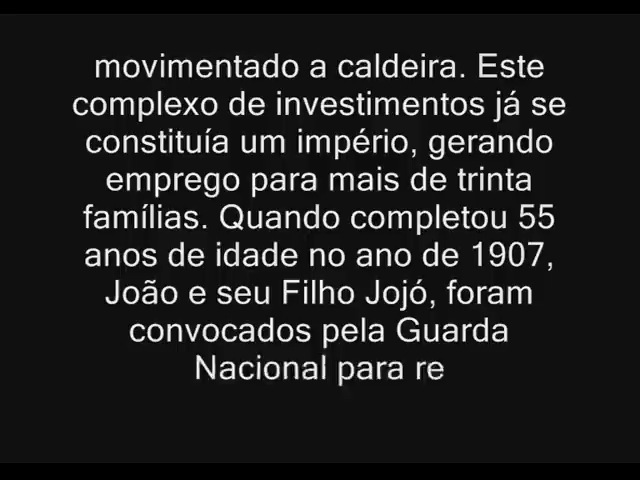 movimentado a caldeira. Este
complexo de investimentos já se
constituía um império, gerando
emprego para mais de trinta
famílias. Quando completou 55
anos de idade no ano de 1907,
João e seu Filho Jojó, foram
convocados pela Guarda
Nacional para re